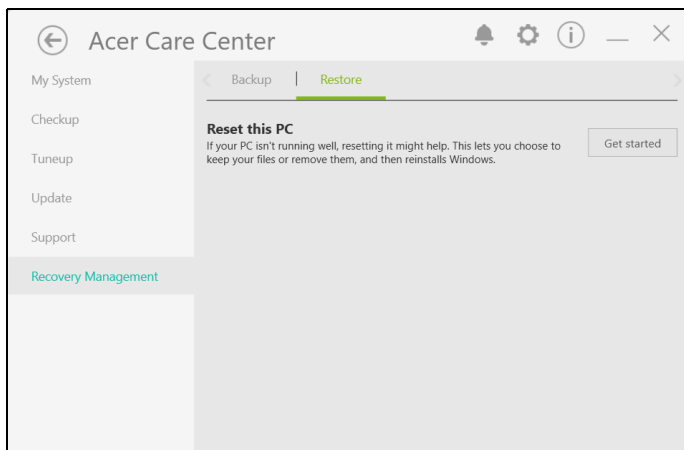 Acer Care Center
My System
Checkup
Tuneup
Update
Support
Recovery Management
Backup | Restore
Reset this PC
If your PC isn't running well, resetting it might help. This lets you choose to
keep your files or remove them, and then reinstalls Windows.
Get started